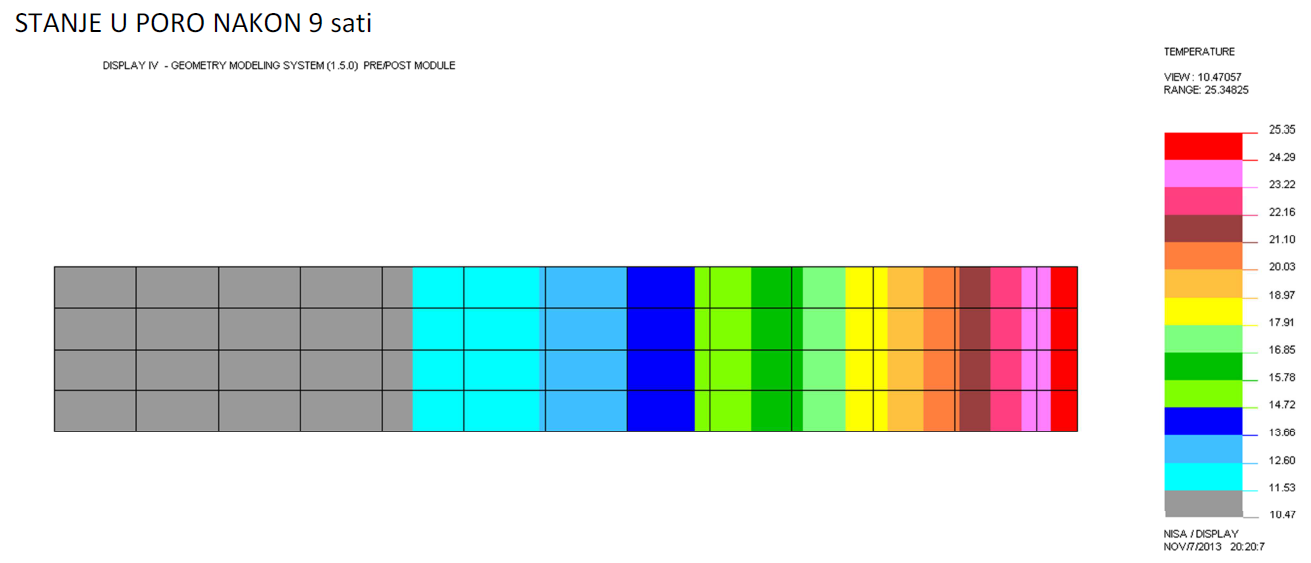 STANJE U PORO NAKON 9 sati
DISPLAY IV - GEOMETRY MODELING SYSTEM (1.5.0) PRE/POST MODULE
TEMPERATURE
VIEW : 10.47057
RANGE: 25.34825
25.35
24.29
23.22
22.16
21.10
20.03
18.97
17.91
16.85
15.78
14.72
13.66
12.60
11.53
10.47
NISA / DISPLAY
NOV/7/2013 20:20:7